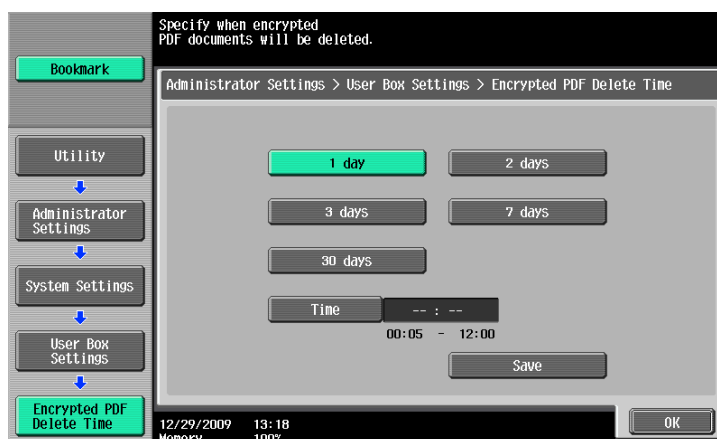 Specify when encrypted
PDF documents will be deleted.
Bookmark
Administrator Settings > User Box Settings > Encrypted PDF Delete Time
Utility
Administrator
Settings
System Settings
User Box
Settings
Encrypted PDF
Delete Time
1 day
2 days
3 days
7 days
30 days
Time
-- : --
00:05 - 12:00
Save
12/29/2009 13:18
Memory 100%
OK